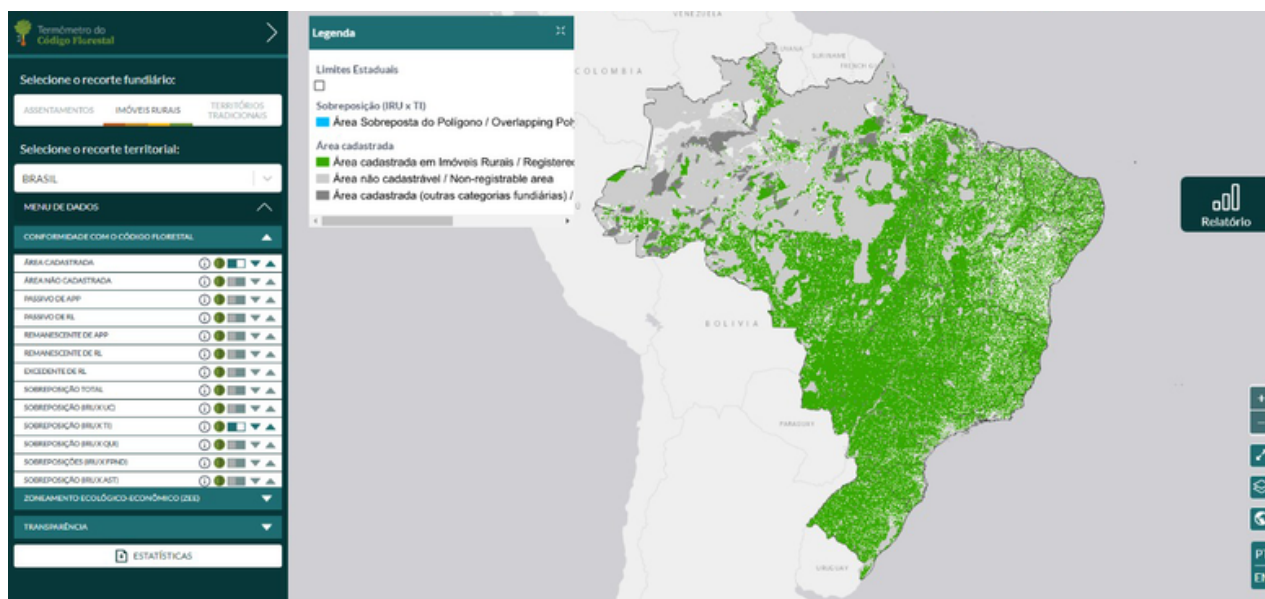 Termômetro do
Código Florestal
Selecione o recorte fundiário:
ASSENTAMENTOS
IMÓVEIS RURAIS
TERRITÓRIOS
TRADICIONAIS
Selecione o recorte territorial:
BRASIL
MENU DE DADOS
CONFORMIDADE COM O CÓDIGO FLORESTAL
ÁREA CADASTRADA
ÁREA NÃO CADASTRADA
PASSIVO DE APP
PASSIVO DE RL
REMANESCENTE DE APP
REMANESCENTE DE RL
EXCEDENTE DE RL
SOBREPOSIÇÃO TOTAL
SOBREPOSIÇÃO (IRU X UC)
SOBREPOSIÇÃO (IRU X TI)
SOBREPOSIÇÃO (IRU X QUI)
SOBREPOSIÇÕES (IRU X FPND)
SOBREPOSIÇÃO (IRU X AST)
ZONEAMENTO ECOLÓGICO-ECONÔMICO (ZEE)
TRANSPARÊNCIA
ESTATÍSTICAS
Legenda
Limites Estaduais
Sobreposição (IRU x TI)
Área Sobreposta do Polígono / Overlapping Pol
Área cadastrada
Área cadastrada em Imóveis Rurais / Registere
Área não cadastrável / Non-registrable area
Área cadastrada (outras categorias fundiárias) /
VENEZUELA
COLOMBIA
SURINAME
FRENCH G
BOLIVIA
PARAGUAY
URUGUAY
Relatório
+
−
PT
EN